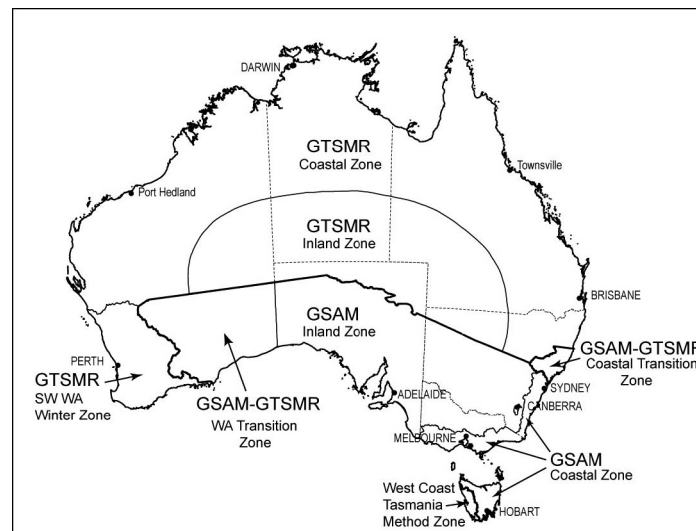 DARWIN
GTSMR
Coastal Zone
Townsville
Port Hedland
GTSMR
Inland Zone
BRISBANE
GSAM
Inland Zone
GSAM-GTSMR
Coastal Transition
Zone
PERTH
GTSMR
SW WA
Winter Zone
GSAM-GTSMR
WA Transition
Zone
ADELAIDE
SYDNEY
CANBERRA
MELBOURNE
GSAM
Coastal Zone
West Coast
Tasmania
Method Zone
HOBART